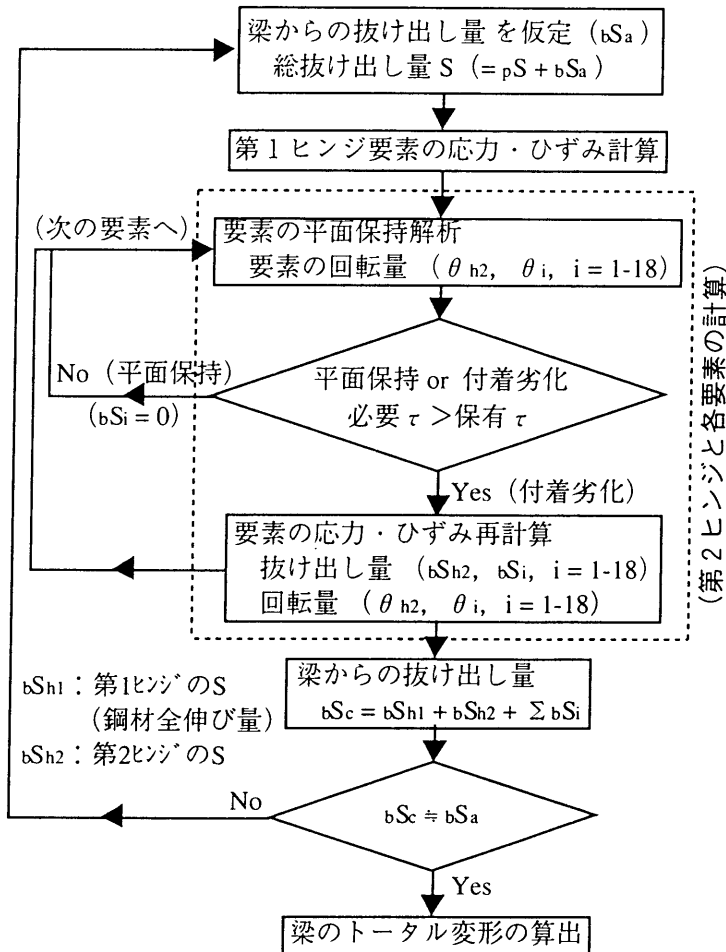 梁からの抜け出し量 を仮定（bSa）
総抜け出し量 S（= pS + bSa）
第1ヒンジ要素の応力・ひずみ計算
（次の要素へ）
要素の平面保持解析
要素の回転量 （θh2, θi, i = 1-18）
No（平面保持）
(bSi = 0)
平面保持 or 付着劣化
必要τ＞保有τ
Yes（付着劣化）
要素の応力・ひずみ再計算
抜け出し量 （bSh2, bSi, i = 1-18）
回転量 （θh2, θi, i = 1-18）
（第2ヒンジと各要素の計算）
梁からの抜け出し量
bSc = bSh1 + bSh2 + Σ bSi
bSh1：第1ﾋﾝｼﾞのS
（鋼材全伸び量）
bSh2：第2ﾋﾝｼﾞのS
No
bSc ≒ bSa
Yes
梁のトータル変形の算出